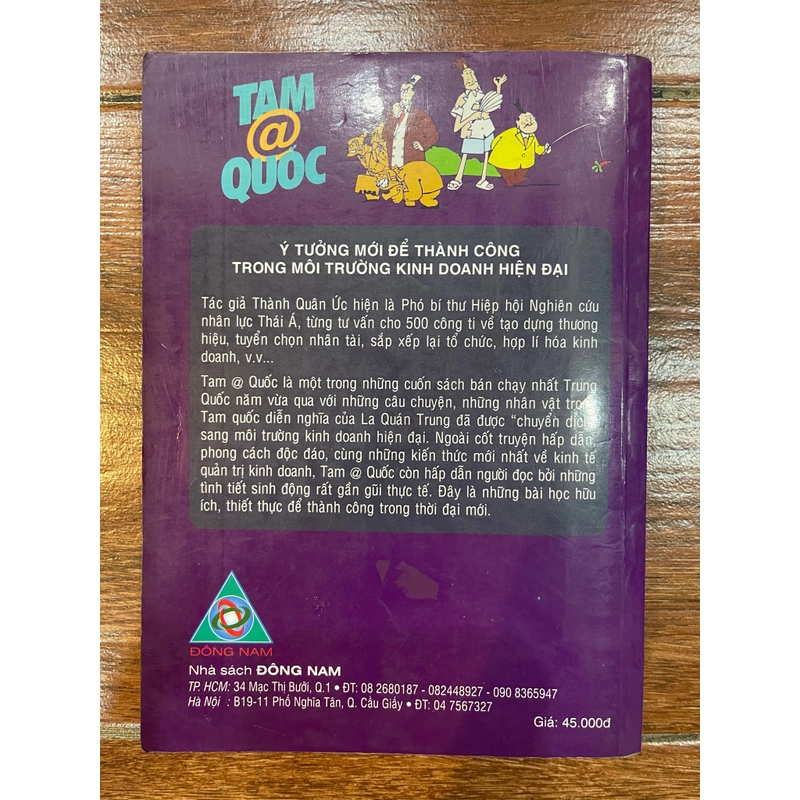 TAM
@
QUỐC
Ý TƯỞNG MỚI ĐỂ THÀNH CÔNG
TRONG MÔI TRƯỜNG KINH DOANH HIỆN ĐẠI
Tác giả Thành Quân Ức hiện là Phó bí thư Hiệp hội Nghiên cứu
nhân lực Thái Á, từng tư vấn cho 500 công ti về tạo dựng thương
hiệu, tuyển chọn nhân tài, sắp xếp lại tổ chức, hợp lí hóa kinh
doanh, v.v...
Tam @ Quốc là một trong những cuốn sách bán chạy nhất Trung
Quốc năm vừa qua với những câu chuyện, những nhân vật trong
Tam quốc diễn nghĩa của La Quán Trung đã được "chuyển dịch"
sang môi trường kinh doanh hiện đại. Ngoài cốt truyện hấp dẫn,
phong cách độc đáo, cùng những kiến thức mới nhất về kinh tế
quản trị kinh doanh, Tam @ Quốc còn hấp dẫn người đọc bởi những
tình tiết sinh động rất gần gũi thực tế. Đây là những bài học hữu
ích, thiết thực để thành công trong thời đại mới.
ĐÔNG NAM
Nhà sách ĐÔNG NAM
TP. HCM: 34 Mạc Thị Bưởi, Q.1 • ĐT: 08 2680187 - 082448927 - 090 8365947
Hà Nội : B19-11 Phố Nghĩa Tân, Q. Cầu Giấy • ĐT: 04 7567327
Giá: 45.000đ